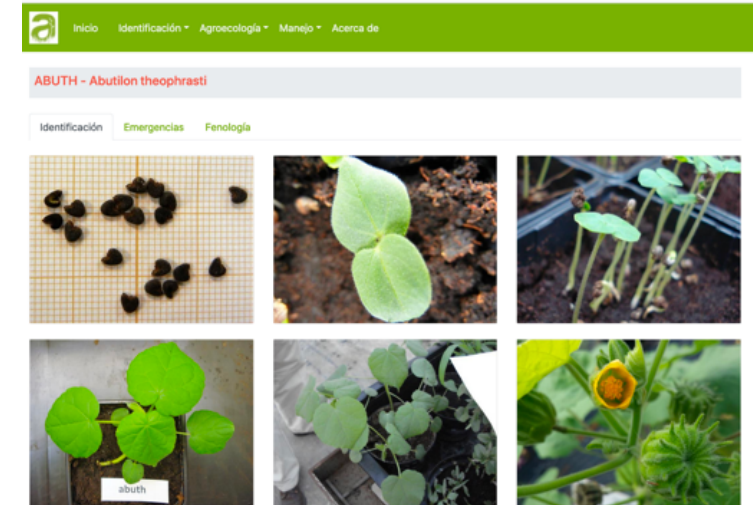 a Inicio Identificación Agroecología Manejo Acerca de
ABUTH - Abutilon theophrasti
Identificación Emergencias Fenología
abuth